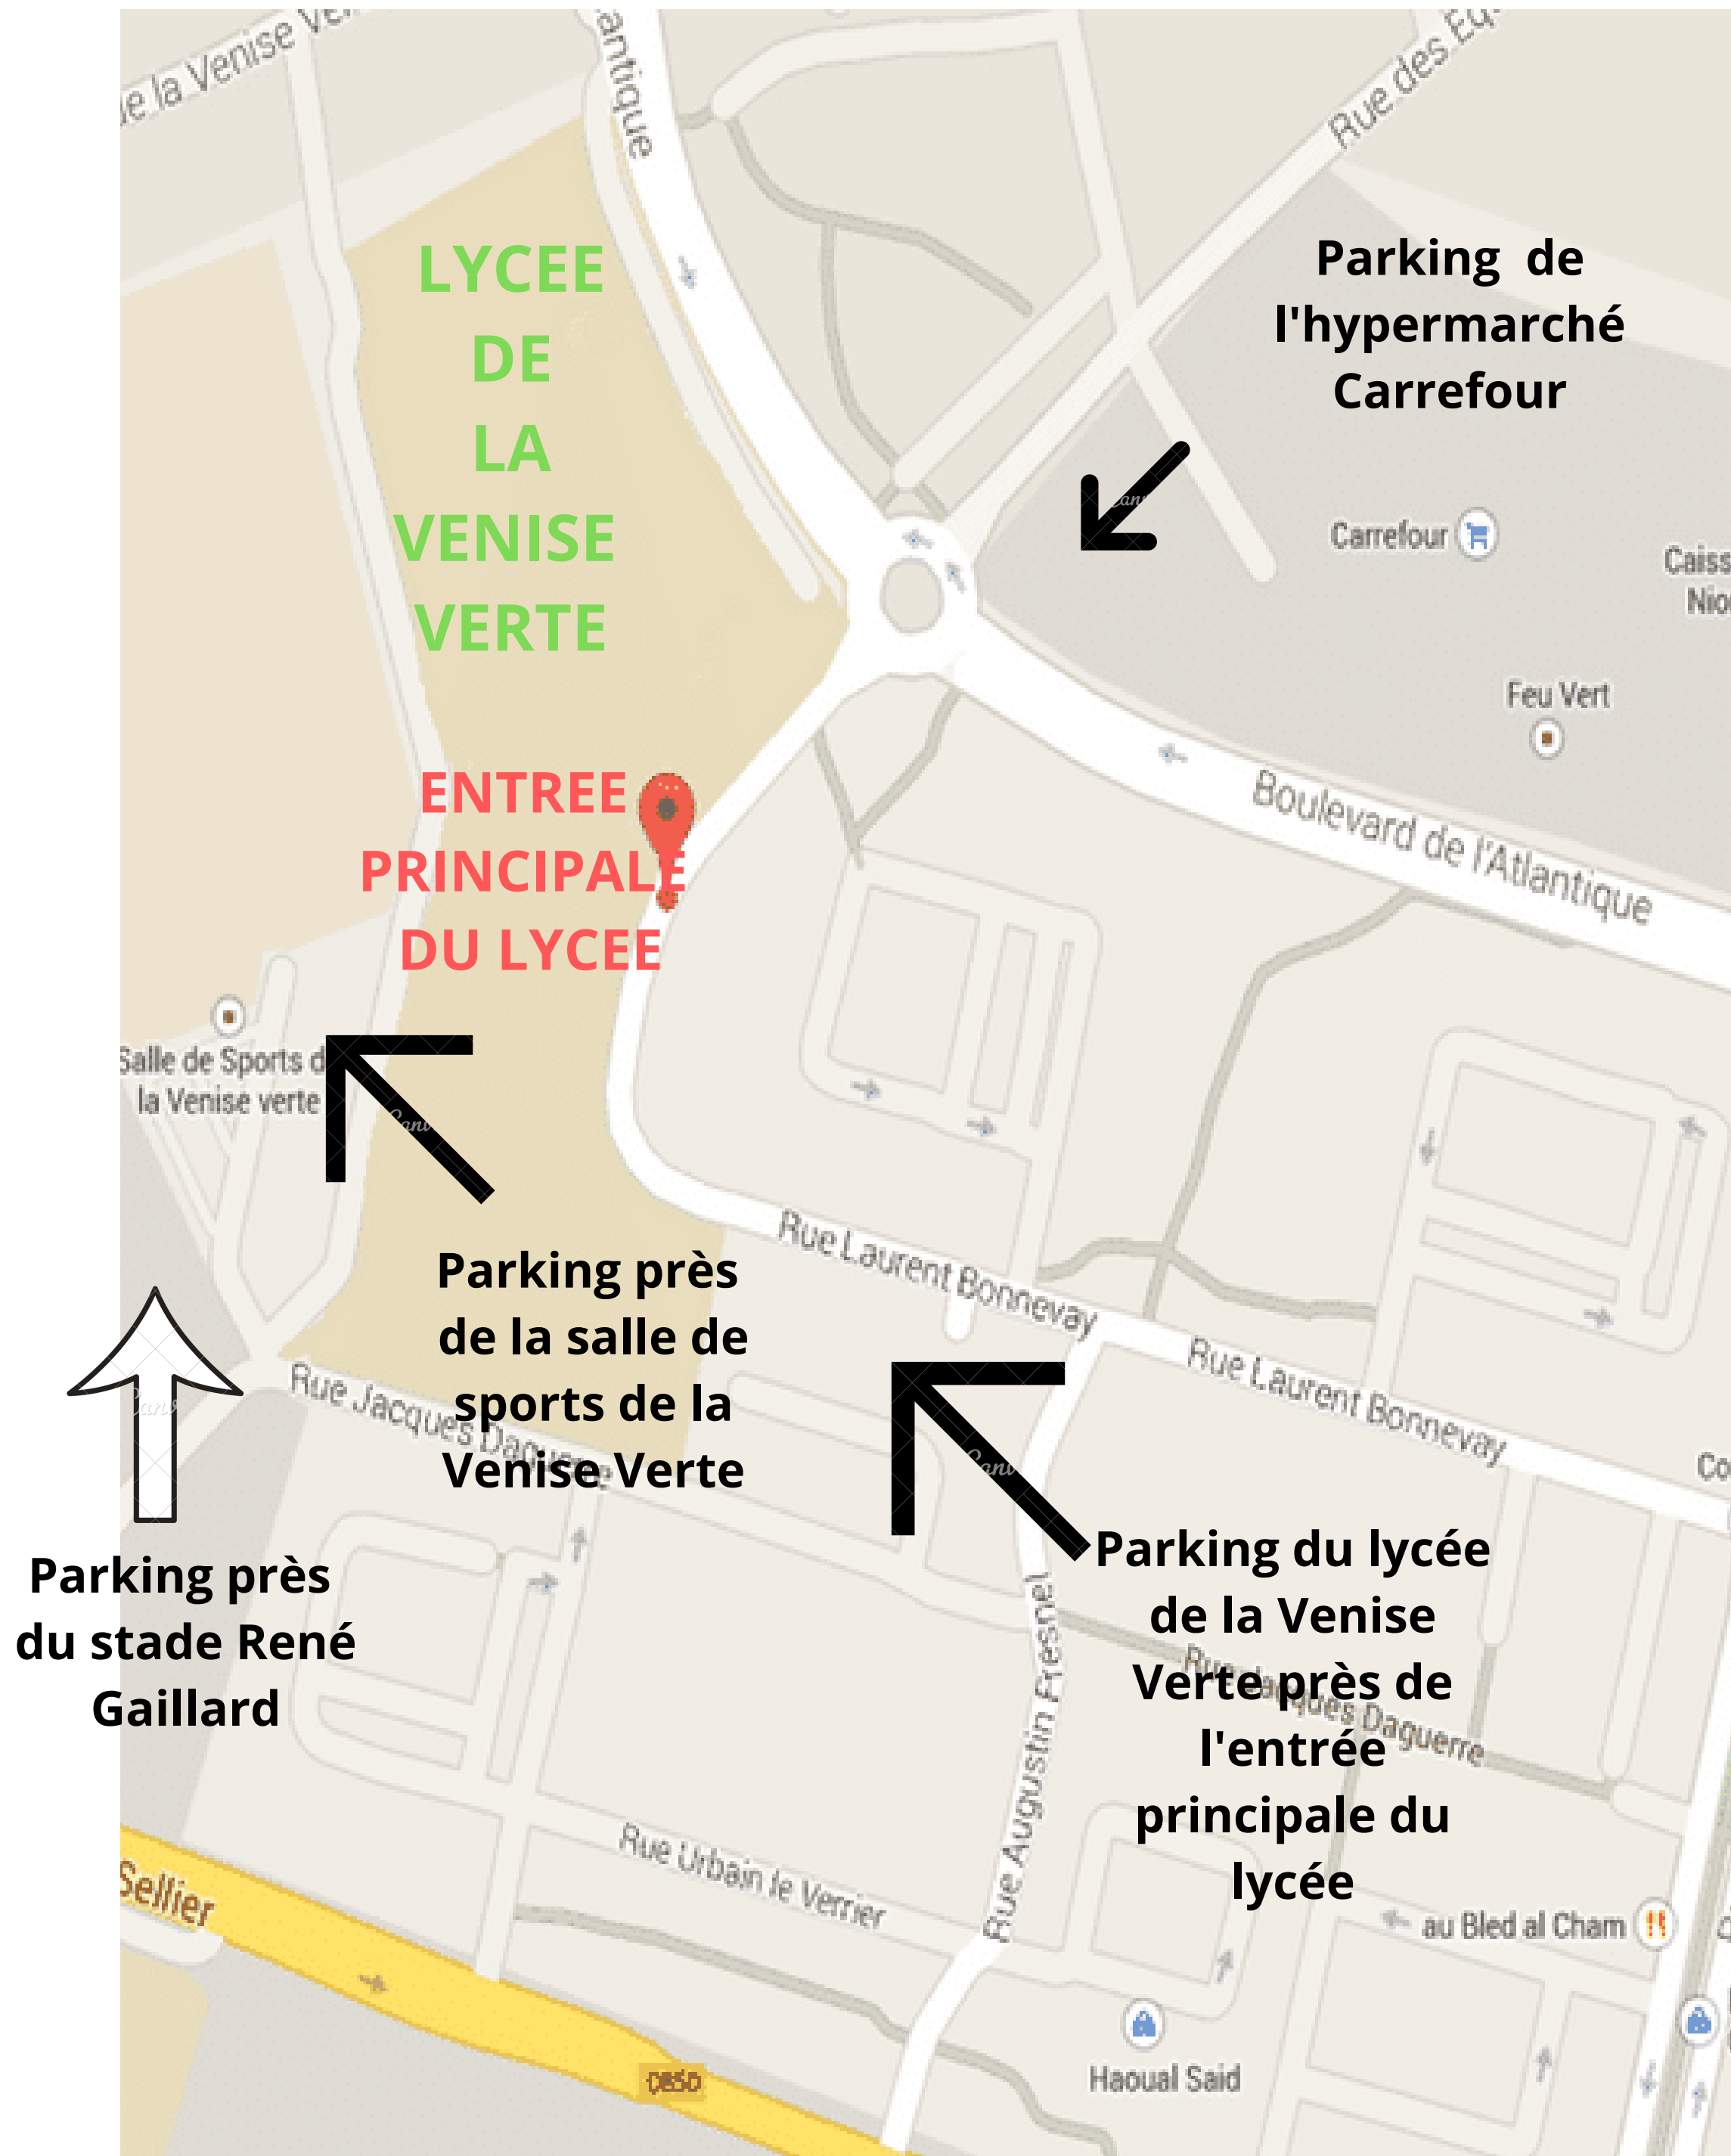 de la Venise
antique
Rue des
LYCEE
DE
LA
VENISE
VERTE
Parking de
l'hypermarché
Carrefour
Carrefour
Feu Vert
Boulevard de l'Atlantique
ENTREE
PRINCIPALE
DU LYCEE
Salle de Sports d
la Venise verte
Rue Laurent Bonnevay
Rue Laurent Bonnevay
Parking près
de la salle de
sports de la
Venise Verte
Rue Jacques Daguerre
Parking près
du stade René
Gaillard
Parking du lycée
de la Venise
Verte près de
l'entrée
principale du
lycée
Rue Jacques Daguerre
Rue Augustin Fresnel
Rue Urbain le Verrier
Sellier
au Bled al Cham
Haoual Said